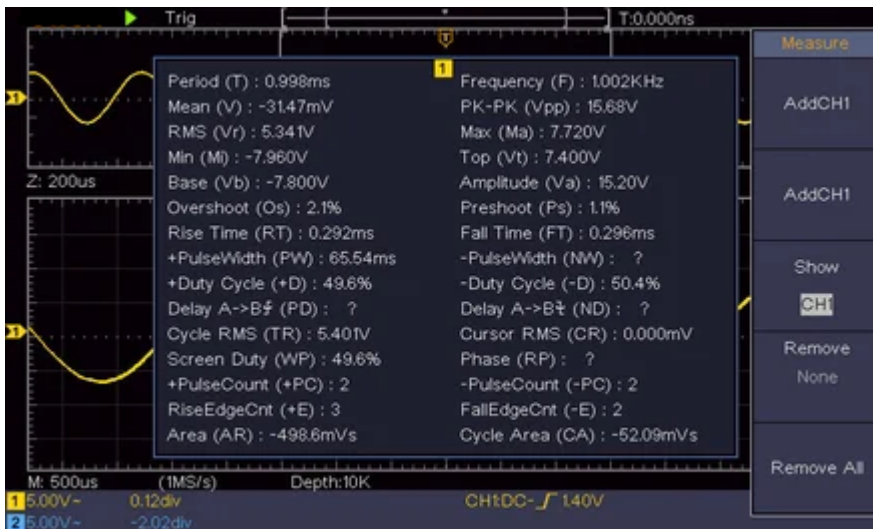 Trig T:0.000ns
T
Measure
1
Period (T) : 0.998ms Frequency (F) : 1.002KHz
Mean (V) : -31.47mV PK-PK (Vpp) : 15.68V
RMS (Vr) : 5.341V Max (Ma) : 7.720V
Min (Mi) : -7.960V Top (Vt) : 7.400V
Base (Vb) : -7.800V Amplitude (Va) : 15.20V
Overshoot (Os) : 2.1% Preshoot (Ps) : 1.1%
Rise Time (RT) : 0.292ms Fall Time (FT) : 0.296ms
+PulseWidth (PW) : 65.54ms -PulseWidth (NW) : ?
+Duty Cycle (+D) : 49.6% -Duty Cycle (-D) : 50.4%
Delay A->B (PD) : ? Delay A->B (ND) : ?
Cycle RMS (TR) : 5.401V Cursor RMS (CR) : 0.000mV
Screen Duty (WP) : 49.6% Phase (RP) : ?
+PulseCount (+PC) : 2 -PulseCount (-PC) : 2
RiseEdgeCnt (+E) : 3 FallEdgeCnt (-E) : 2
Area (AR) : -498.6mVs Cycle Area (CA) : -52.09mVs
1
Z: 200us
1
AddCH1
AddCH1
Show
CH1
Remove
None
Remove All
M: 500us (1MS/s) Depth:10K
1 5.00V~ 0.12div CH1:DC- 1.40V
2 5.00V~ -2.02div